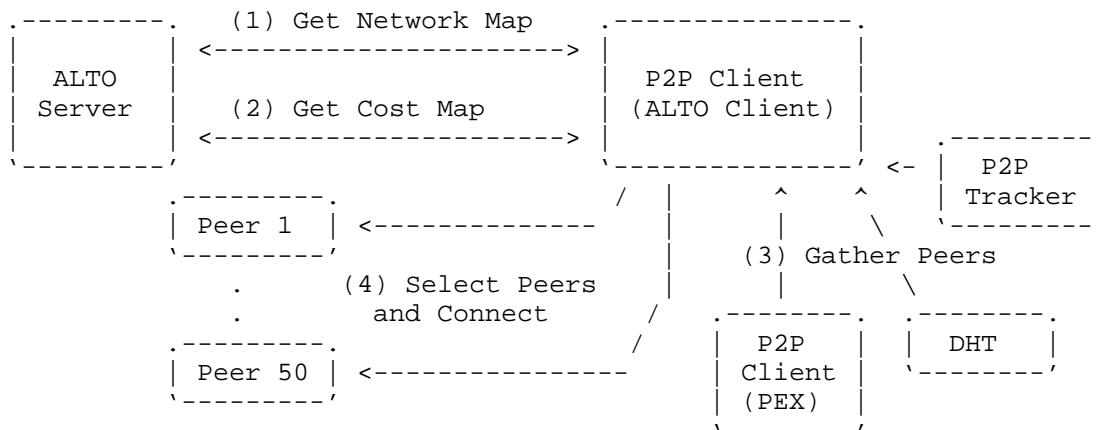 (1) Get Network Map
ALTO
Server
P2P Client
(ALTO Client)
(2) Get Cost Map
P2P
Tracker
Peer 1
(3) Gather Peers
(4) Select Peers
and Connect
Peer 50
P2P
Client
(PEX)
DHT